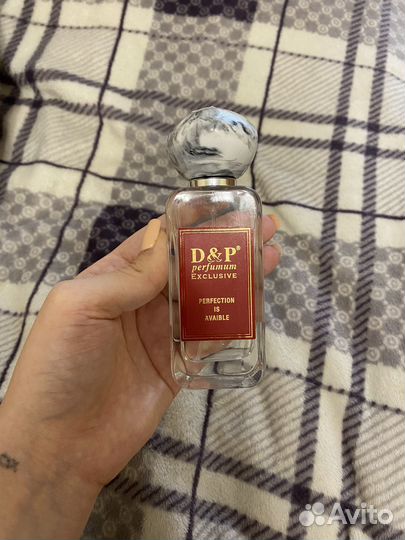 D&P®
perfumum
EXCLUSIVE
PERFECTION
IS
AVAIBLE
Avito